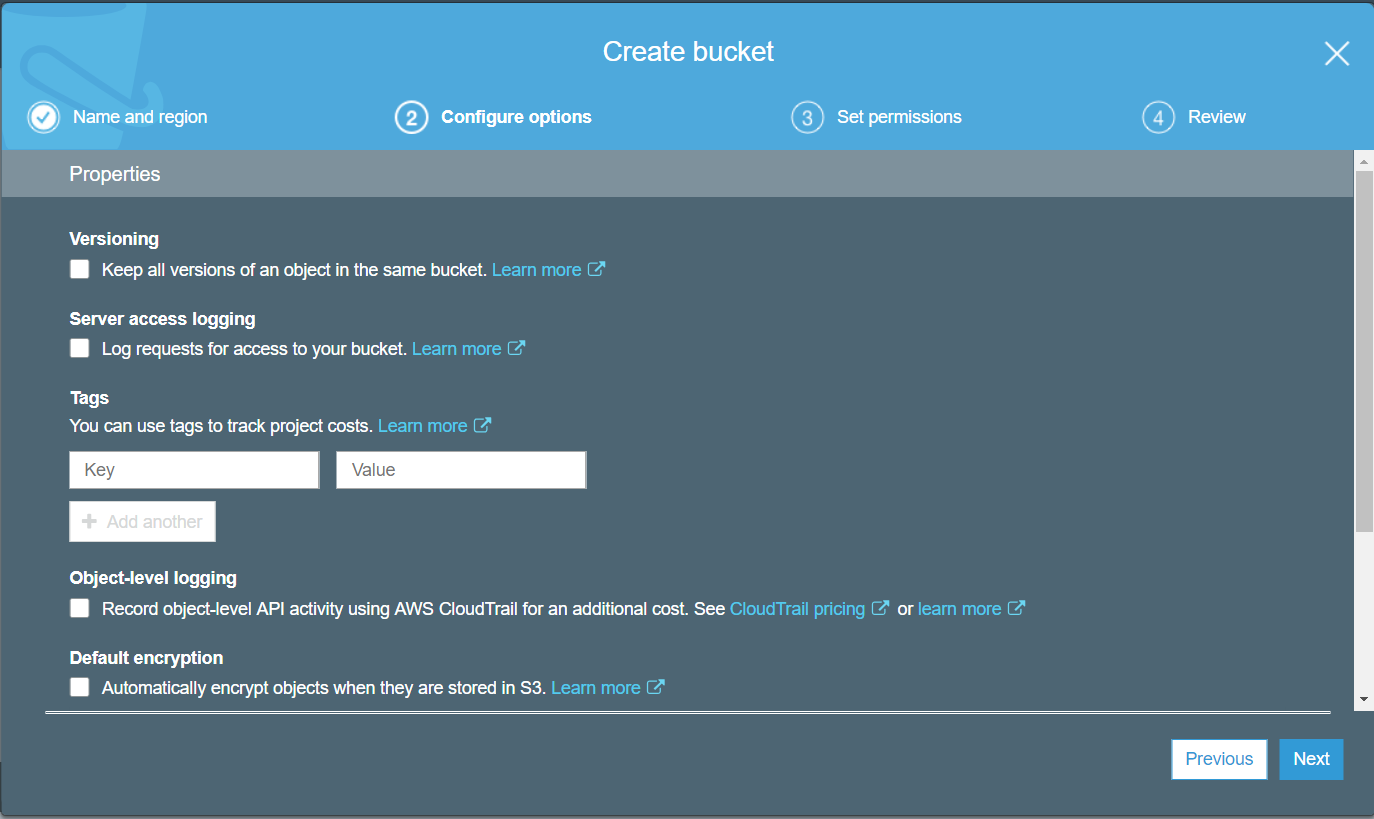 Create bucket
Name and region
2 Configure options
3 Set permissions
4 Review
Properties
Versioning
Keep all versions of an object in the same bucket. Learn more
Server access logging
Log requests for access to your bucket. Learn more
Tags
You can use tags to track project costs. Learn more
Key Value
Add another
Object-level logging
Record object-level API activity using AWS CloudTrail for an additional cost. See CloudTrail pricing or learn more
Default encryption
Automatically encrypt objects when they are stored in S3. Learn more
Previous Next